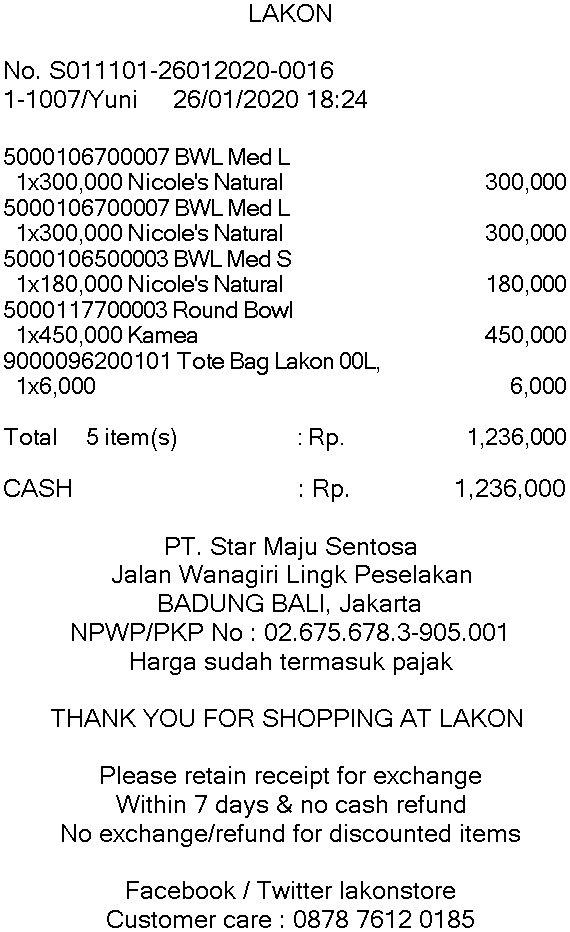 LAKON
No. S011101-26012020-0016
1-1007/Yuni 26/01/2020 18:24
5000106700007 BWL Med L
1x300,000 Nicole's Natural 300,000
5000106700007 BWL Med L
1x300,000 Nicole's Natural 300,000
5000106500003 BWL Med S
1x180,000 Nicole's Natural 180,000
5000117700003 Round Bowl
1x450,000 Kamea 450,000
9000096200101 Tote Bag Lakon 00L,
1x6,000 6,000
Total 5 item(s) : Rp. 1,236,000
CASH : Rp. 1,236,000
PT. Star Maju Sentosa
Jalan Wanagiri Lingk Peselakan
BADUNG BALI, Jakarta
NPWP/PKP No : 02.675.678.3-905.001
Harga sudah termasuk pajak
THANK YOU FOR SHOPPING AT LAKON
Please retain receipt for exchange
Within 7 days & no cash refund
No exchange/refund for discounted items
Facebook / Twitter lakonstore
Customer care : 0878 7612 0185